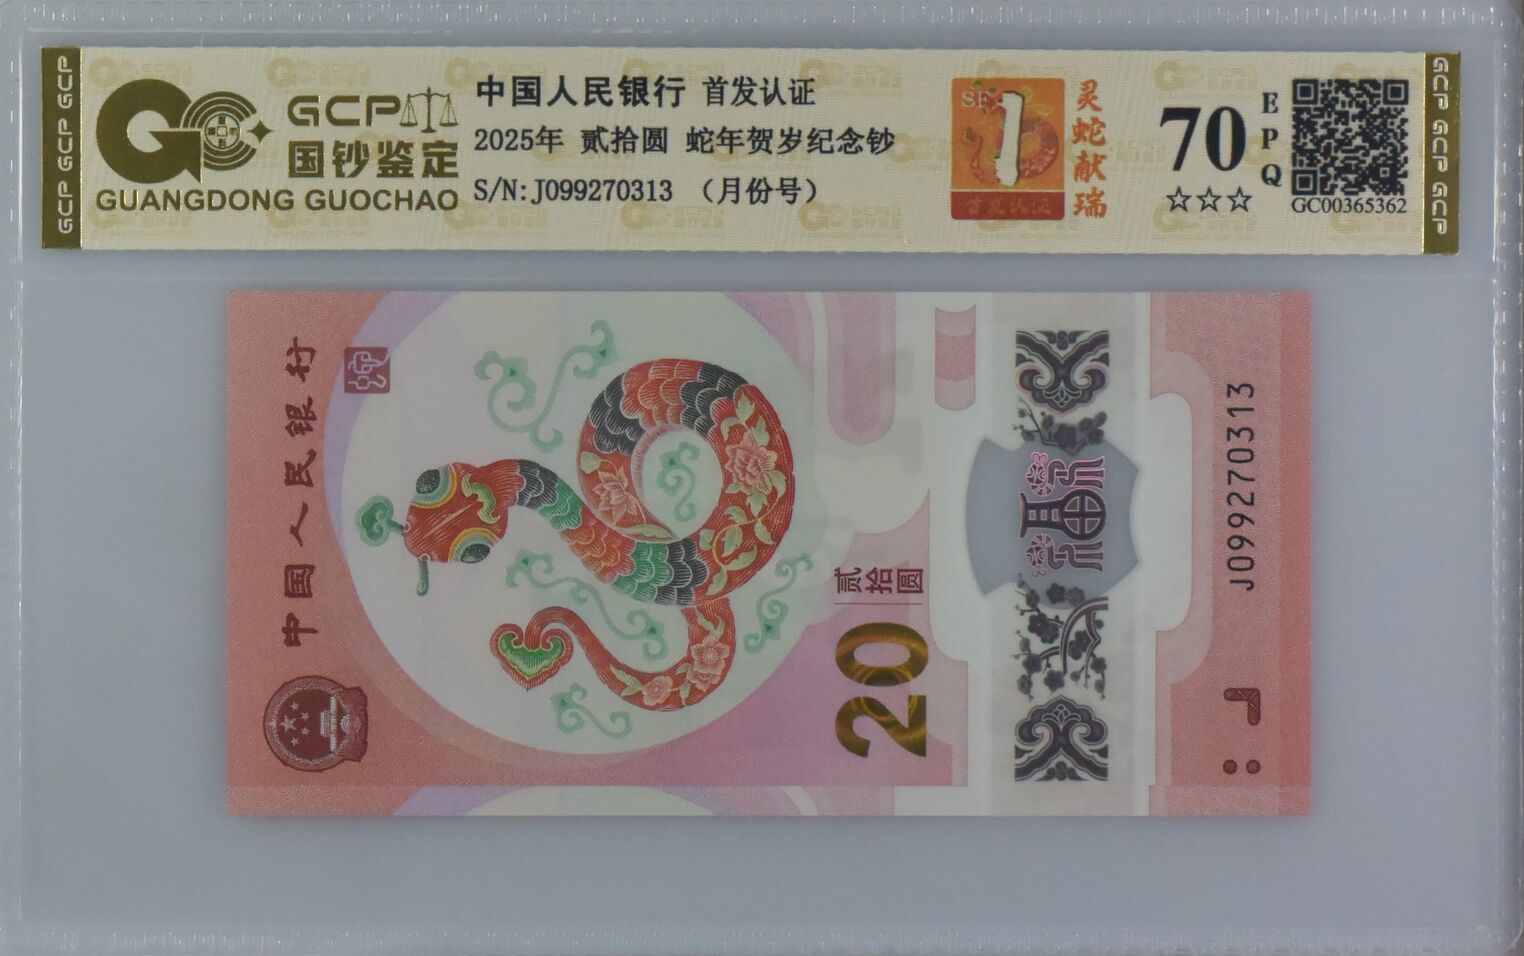 GCP GCP GCP
GCP
国钞鉴定
GUANGDONG GUOCHAO
中国人民银行 首发认证
2025年 贰拾圆 蛇年贺岁纪念钞
S/N:J099270313 （月份号）
1
首发认证
灵蛇献瑞
70
☆☆☆
EPQ
GC00365362
GCP GCP GCP
中国人民银行
贰拾圆
20
J099270313